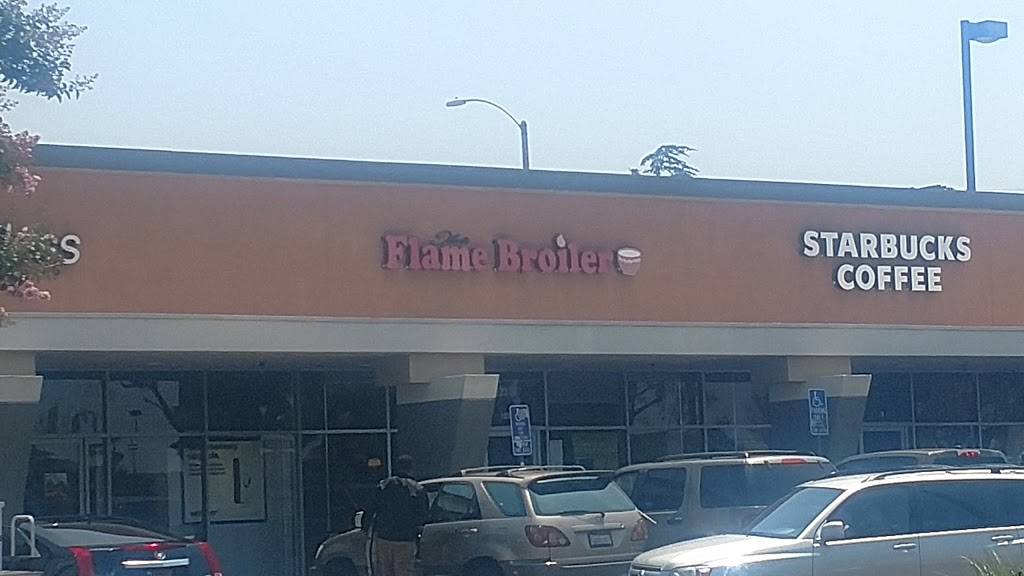 The
Flame Broiler
STARBUCKS
COFFEE
S